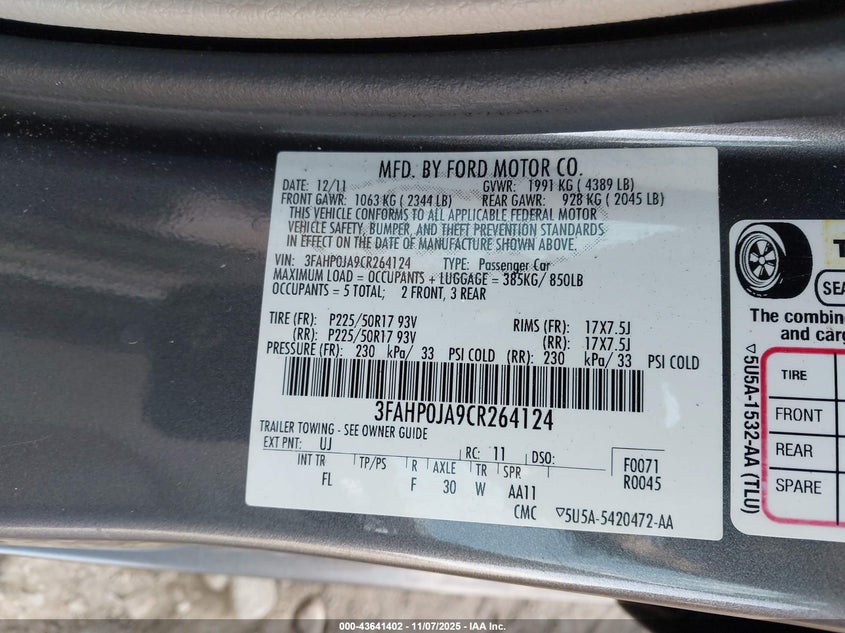 MFD. BY FORD MOTOR CO.
DATE: 12/11 GVWR: 1991 KG ( 4389 LB)
FRONT GAWR: 1063 KG ( 2344 LB) REAR GAWR: 928 KG ( 2045 LB)
THIS VEHICLE CONFORMS TO ALL APPLICABLE FEDERAL MOTOR
VEHICLE SAFETY, BUMPER, AND THEFT PREVENTION STANDARDS
IN EFFECT ON THE DATE OF MANUFACTURE SHOWN ABOVE.
VIN: 3FAHP0JA9CR264124 TYPE: Passenger Car
MAXIMUM LOAD = OCCUPANTS + LUGGAGE = 385KG/ 850LB
OCCUPANTS = 5 TOTAL; 2 FRONT, 3 REAR
TIRE (FR): P225/50R17 93V RIMS (FR): 17X7.5J
(RR): P225/50R17 93V (RR): 17X7.5J
PRESSURE (FR): 230 kPa/ 33 PSI COLD (RR): 230 kPa/ 33 PSI COLD
3FAHP0JA9CR264124
TRAILER TOWING - SEE OWNER GUIDE
EXT PNT: UJ RC: 11 DSO: F0071
INT TR TP/PS R AXLE TR SPR R0045
FL F 30 W AA11
CMC ▽5U5A-5420472-AA
The combin
and carg
TIRE
FRONT
REAR
SPARE
▽5U5A-1532-AA (TLU)
000-43641402 - 11/07/2025 - IAA Inc.